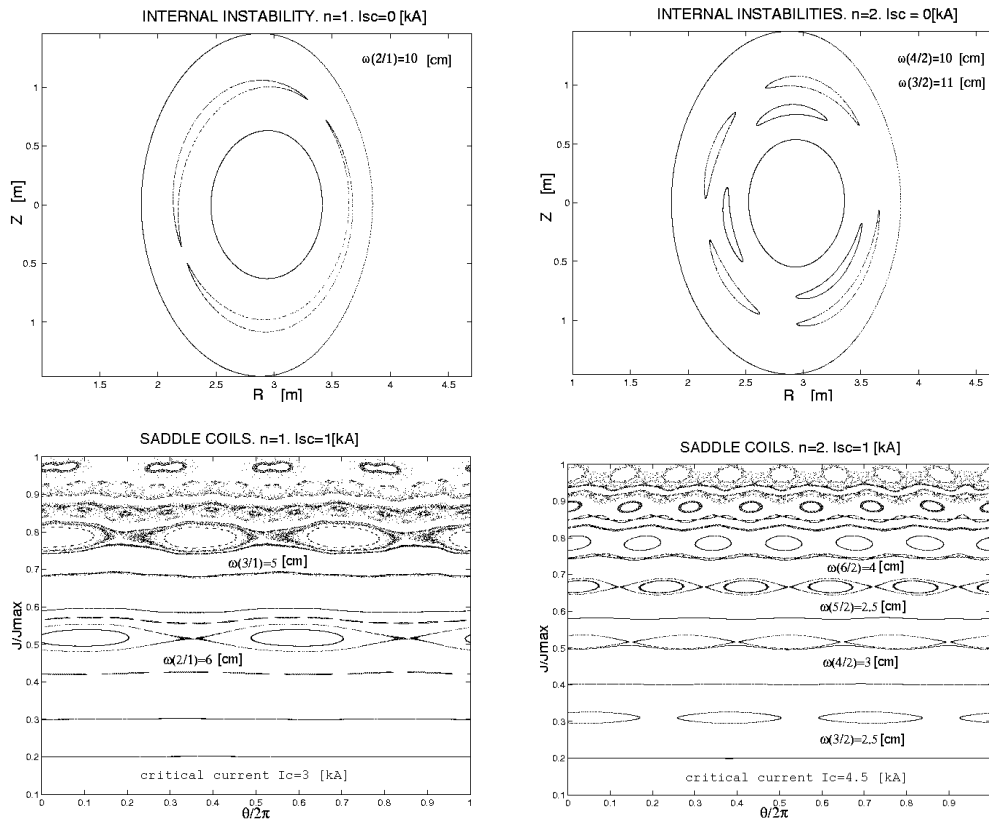 INTERNAL INSTABILITY. n=1. Isc=0 [kA]
ω(2/1)=10 [cm]
1
0.5
0
0.5
1
Z [m]
1.5 2 2.5 3 3.5 4 4.5
R [m]
INTERNAL INSTABILITIES. n=2. Isc = 0[kA]
ω(4/2)=10 [cm]
ω(3/2)=11 [cm]
1
0.5
0
0.5
1
Z [m]
1 1.5 2 2.5 3 3.5 4 4.5
R [m]
SADDLE COILS. n=1. Isc=1[kA]
1
0.9
0.8
0.7
0.6
0.5
0.4
0.3
0.2
0.1
J/Jmax
ω(3/1)=5 [cm]
ω(2/1)=6 [cm]
critical current Ic=3 [kA]
0 0.1 0.2 0.3 0.4 0.5 0.6 0.7 0.8 0.9 1
θ/2π
SADDLE COILS. n=2. Isc=1 [kA]
1
0.9
0.8
0.7
0.6
0.5
0.4
0.3
0.2
0.1
J/Jmax
ω(6/2)=4 [cm]
ω(5/2)=2.5 [cm]
ω(4/2)=3 [cm]
ω(3/2)=2.5 [cm]
critical current Ic=4.5 [kA]
0 0.1 0.2 0.3 0.4 0.5 0.6 0.7 0.8 0.9
θ/2π